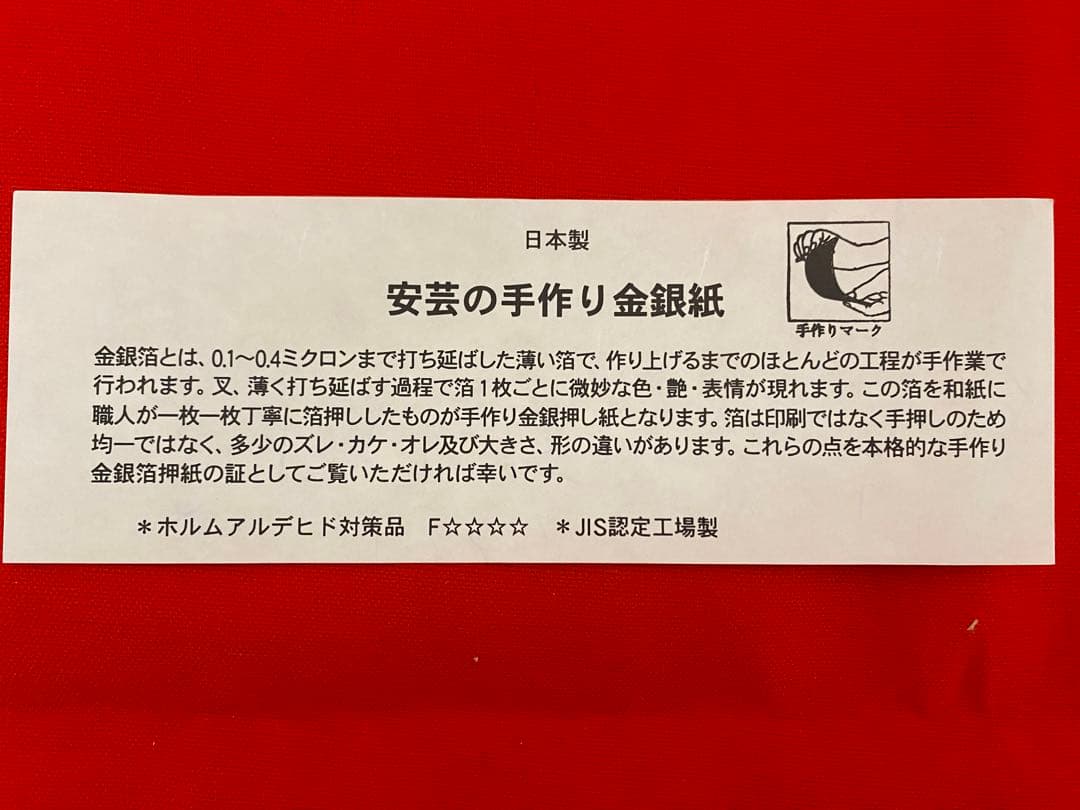 日本製
安芸の手作り金銀紙
手作りマーク
金銀箔とは、0.1〜0.4ミクロンまで打ち延ばした薄い箔で、作り上げるまでのほとんどの工程が手作業で
行われます。又、薄く打ち延ばす過程で箔1枚ごとに微妙な色・艶・表情が現れます。この箔を和紙に
職人が一枚一枚丁寧に箔押ししたものが手作り金銀押し紙となります。箔は印刷ではなく手押しのため
均一ではなく、多少のズレ・カケ・オレ及び大きさ、形の違いがあります。これらの点を本格的な手作り
金銀箔押紙の証としてご覧いただければ幸いです。
＊ホルムアルデヒド対策品　F☆☆☆☆　＊JIS認定工場製